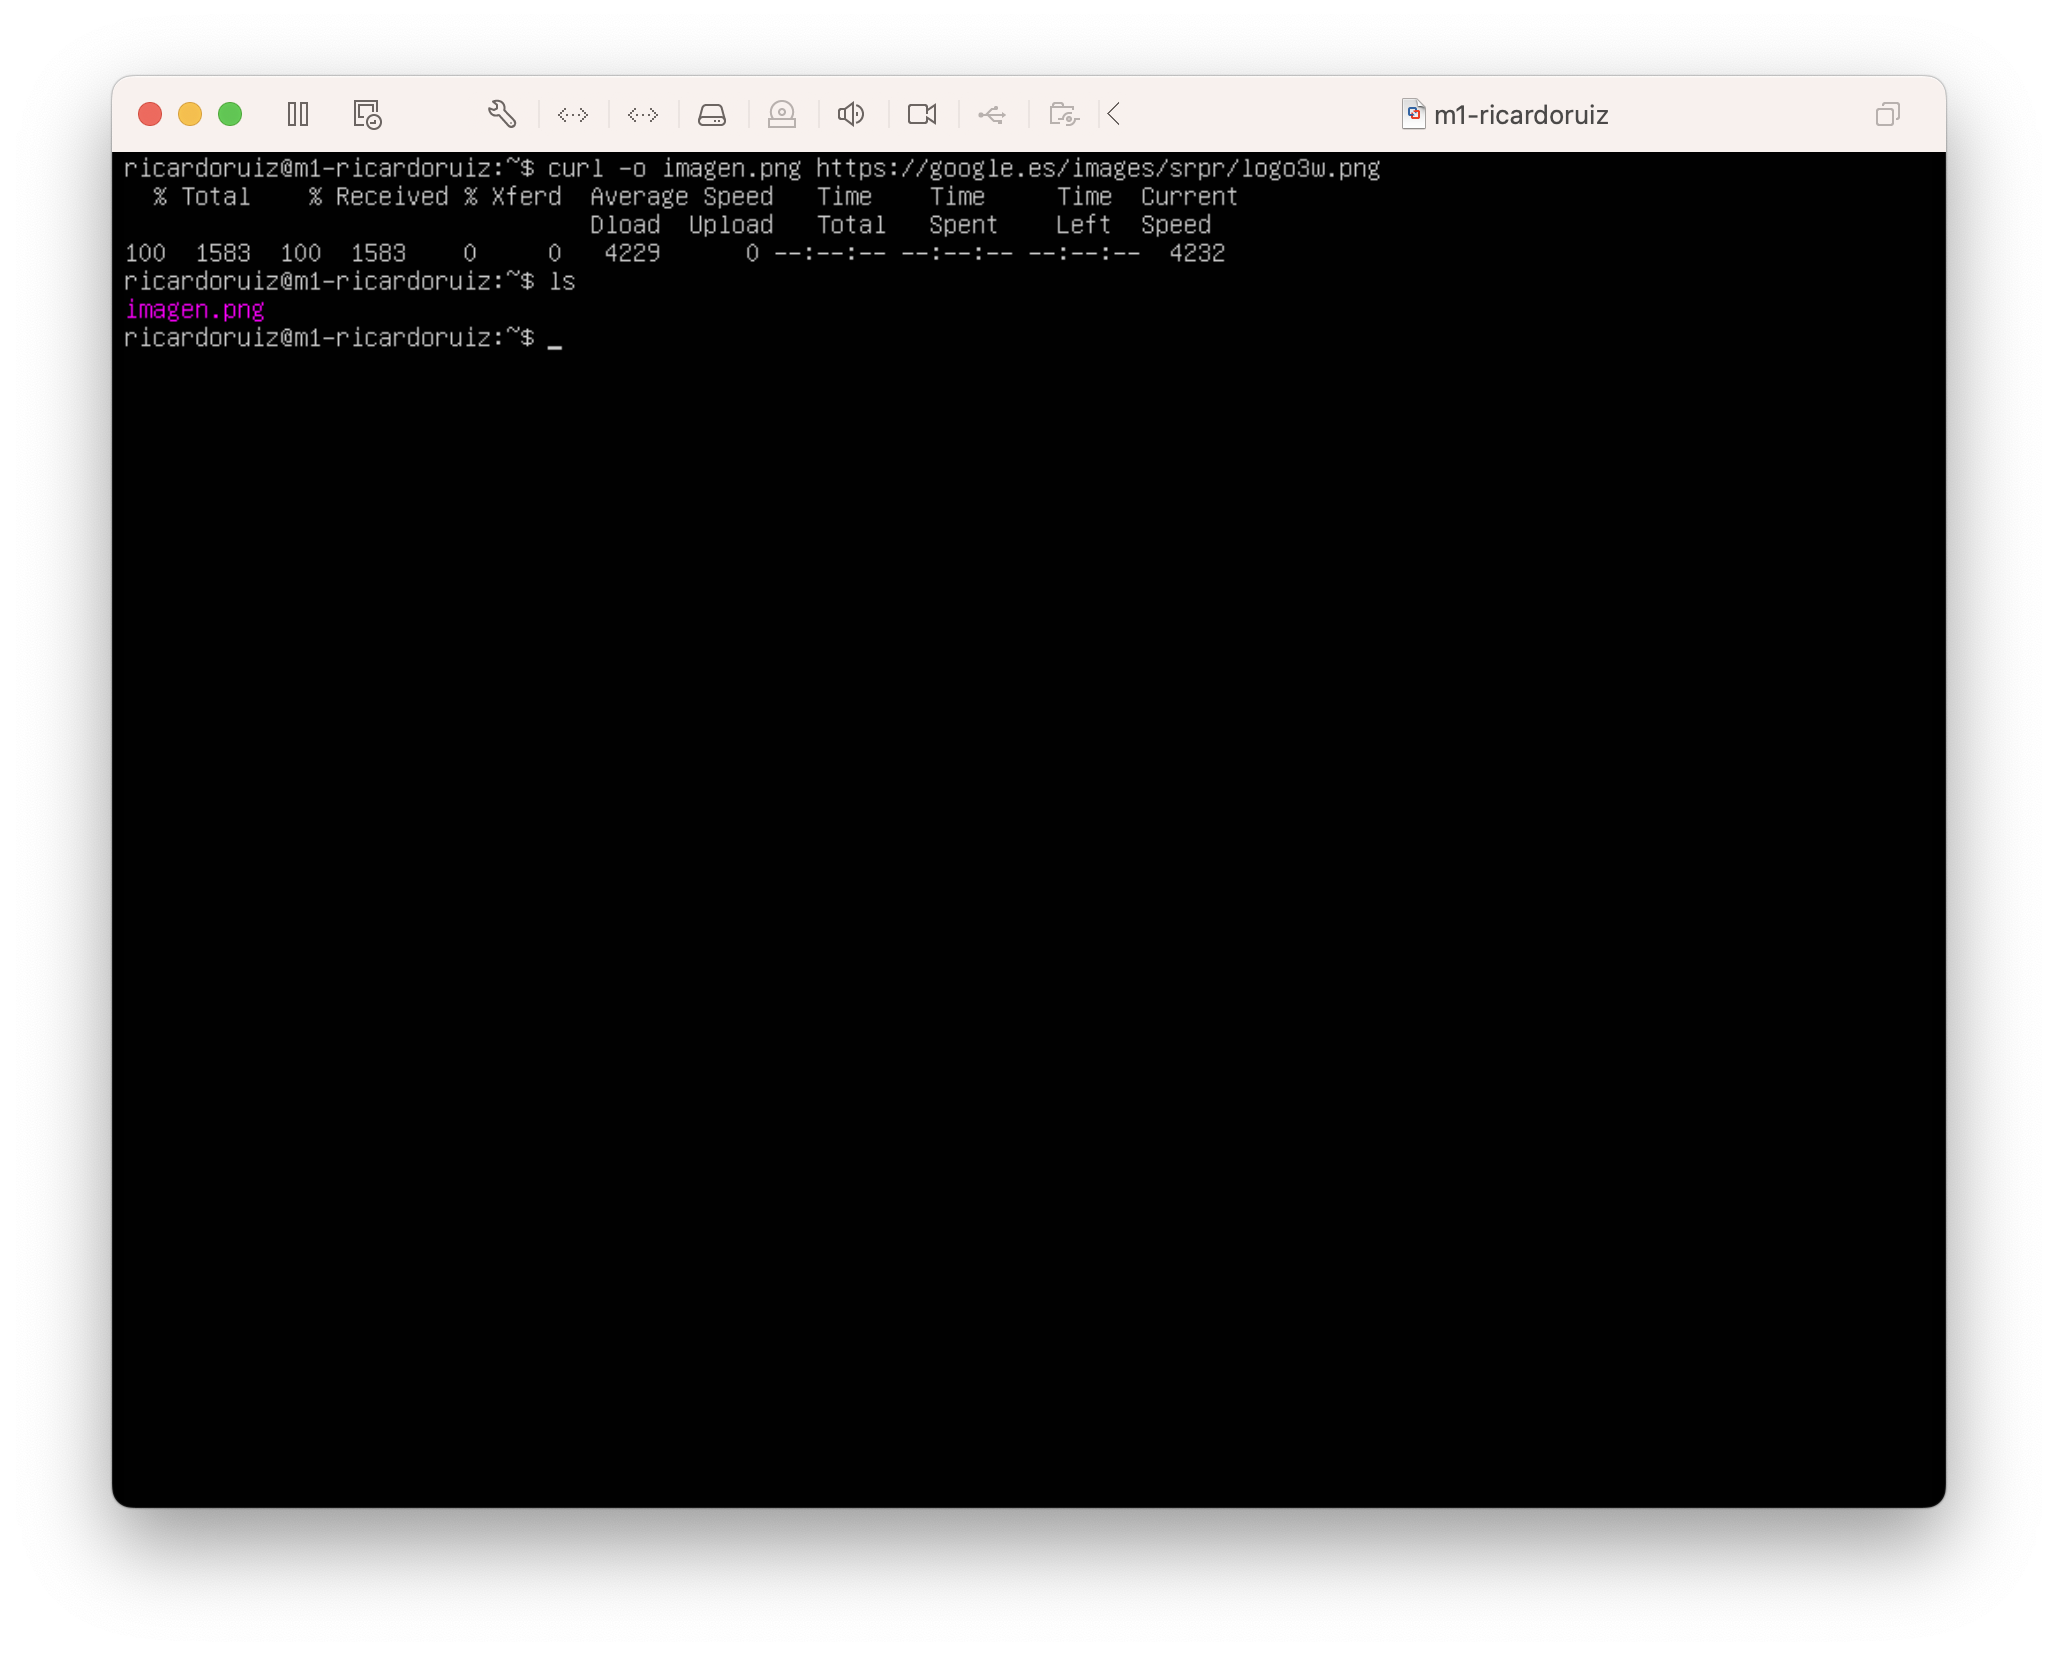 m1-ricardoruiz
ricardoruiz@m1-ricardoruiz:~$ curl -o imagen.png https://google.es/images/srpr/logo3w.png
  % Total    % Received % Xferd  Average Speed   Time    Time     Time  Current
                                 Dload  Upload   Total   Spent    Left  Speed
100  1583  100  1583    0     0   4229      0 --:--:-- --:--:-- --:--:--  4232
ricardoruiz@m1-ricardoruiz:~$ ls
imagen.png
ricardoruiz@m1-ricardoruiz:~$ _